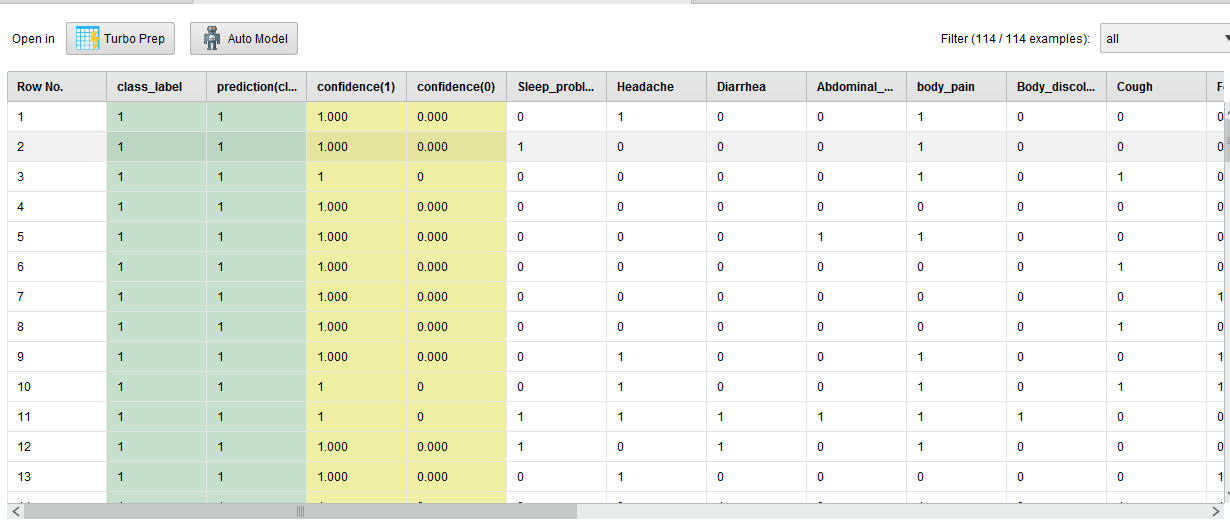 Open in Turbo Prep Auto Model Filter (114 / 114 examples): all
Row No. class_label prediction(cl... confidence(1) confidence(0) Sleep_probl... Headache Diarrhea Abdominal_... body_pain Body_discol... Cough
1 1 1 1.000 0.000 0 1 0 0 1 0 0 0
2 1 1 1.000 0.000 1 0 0 0 1 0 0 0
3 1 1 1 0 0 0 0 0 1 0 1 0
4 1 1 1.000 0.000 0 0 0 0 0 0 0 0
5 1 1 1.000 0.000 0 0 0 1 1 0 0 0
6 1 1 1.000 0.000 0 0 0 0 0 0 1 0
7 1 1 1.000 0.000 0 0 0 0 0 0 0 1
8 1 1 1.000 0.000 0 0 0 0 0 0 1 0
9 1 1 1.000 0.000 0 1 0 0 1 0 0 1
10 1 1 1 0 0 1 0 0 1 0 1 1
11 1 1 1 0 1 1 1 1 1 1 0 0
12 1 1 1.000 0.000 1 0 1 0 1 0 0 0
13 1 1 1.000 0.000 0 1 0 0 0 0 0 1